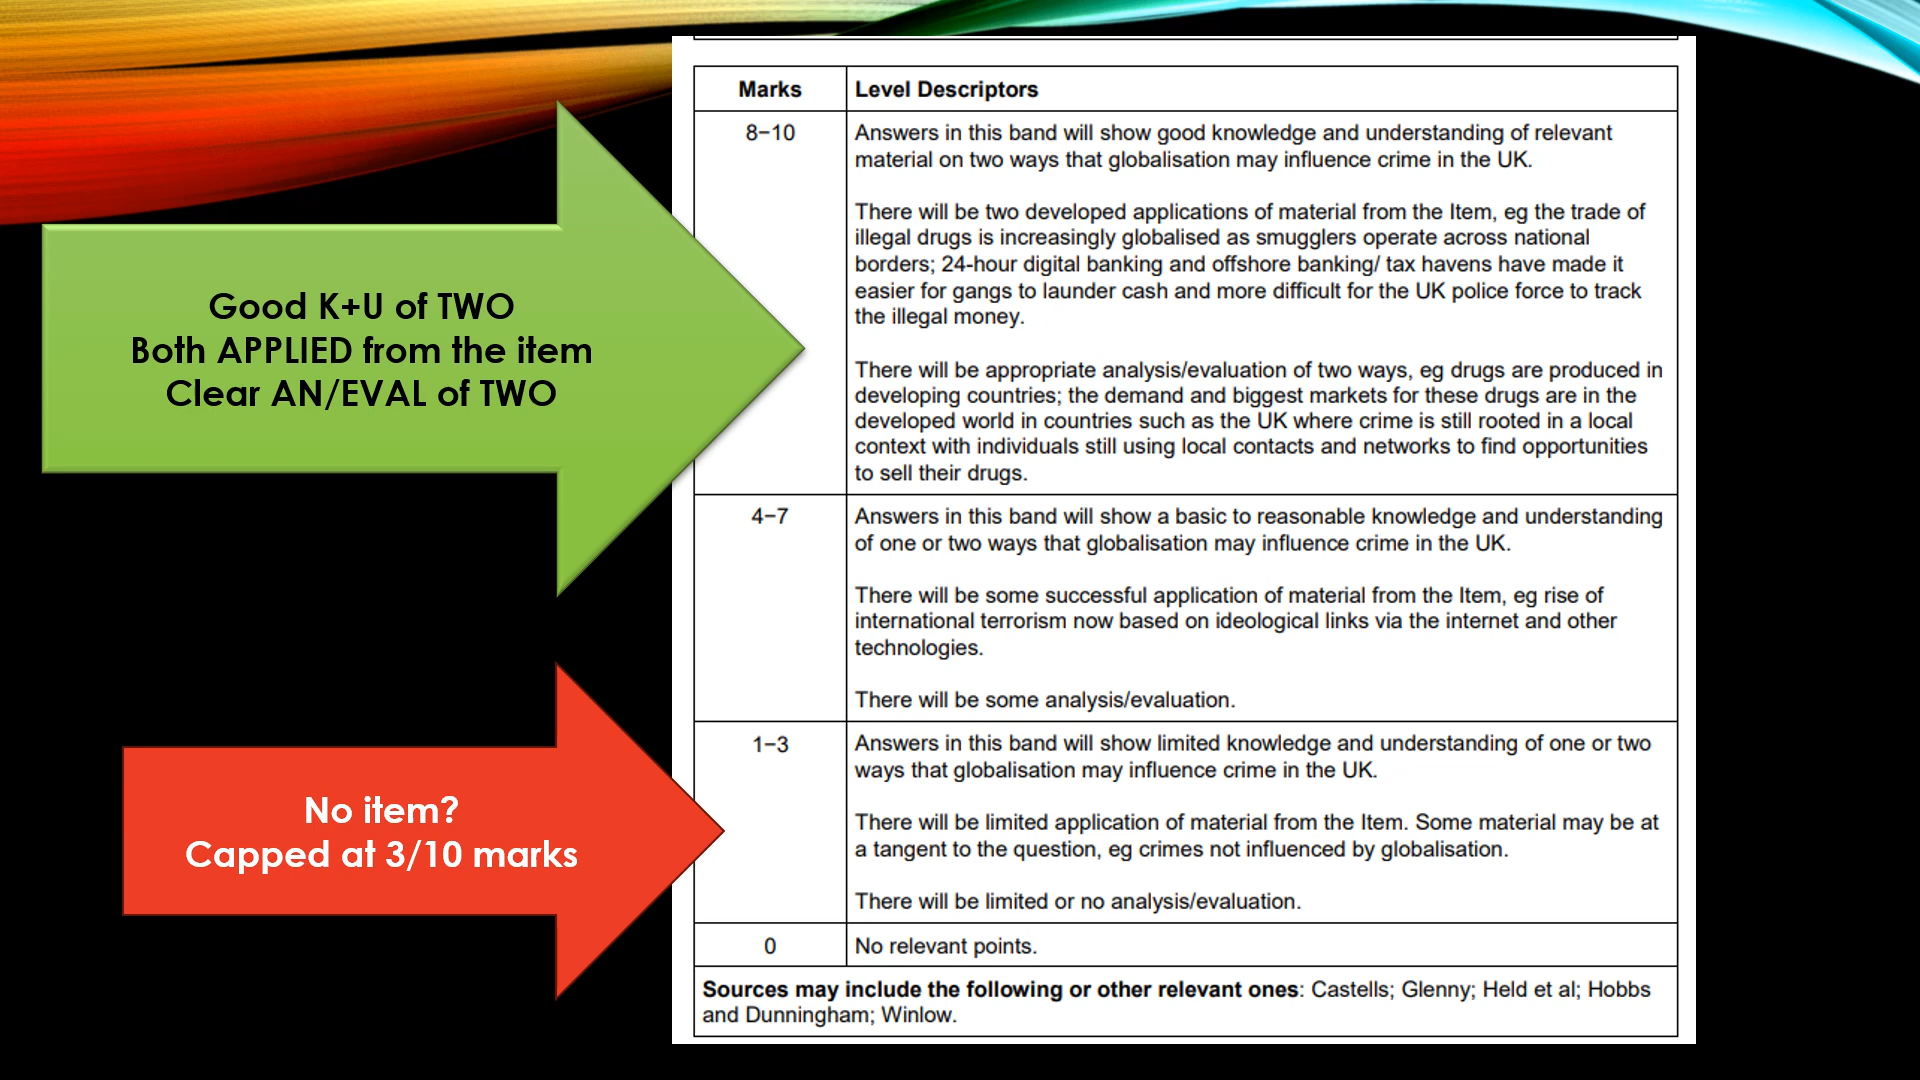 Good K+U of TWO
Both APPLIED from the item
Clear AN/EVAL of TWO
No item?
Capped at 3/10 marks
Marks
Level Descriptors
8−10
Answers in this band will show good knowledge and understanding of relevant
material on two ways that globalisation may influence crime in the UK.
There will be two developed applications of material from the Item, eg the trade of
illegal drugs is increasingly globalised as smugglers operate across national
borders; 24-hour digital banking and offshore banking/ tax havens have made it
easier for gangs to launder cash and more difficult for the UK police force to track
the illegal money.
There will be appropriate analysis/evaluation of two ways, eg drugs are produced in
developing countries; the demand and biggest markets for these drugs are in the
developed world in countries such as the UK where crime is still rooted in a local
context with individuals still using local contacts and networks to find opportunities
to sell their drugs.
4−7
Answers in this band will show a basic to reasonable knowledge and understanding
of one or two ways that globalisation may influence crime in the UK.
There will be some successful application of material from the Item, eg rise of
international terrorism now based on ideological links via the internet and other
technologies.
There will be some analysis/evaluation.
1−3
Answers in this band will show limited knowledge and understanding of one or two
ways that globalisation may influence crime in the UK.
There will be limited application of material from the Item. Some material may be at
a tangent to the question, eg crimes not influenced by globalisation.
There will be limited or no analysis/evaluation.
0
No relevant points.
Sources may include the following or other relevant ones: Castells; Glenny; Held et al; Hobbs
and Dunningham; Winlow.